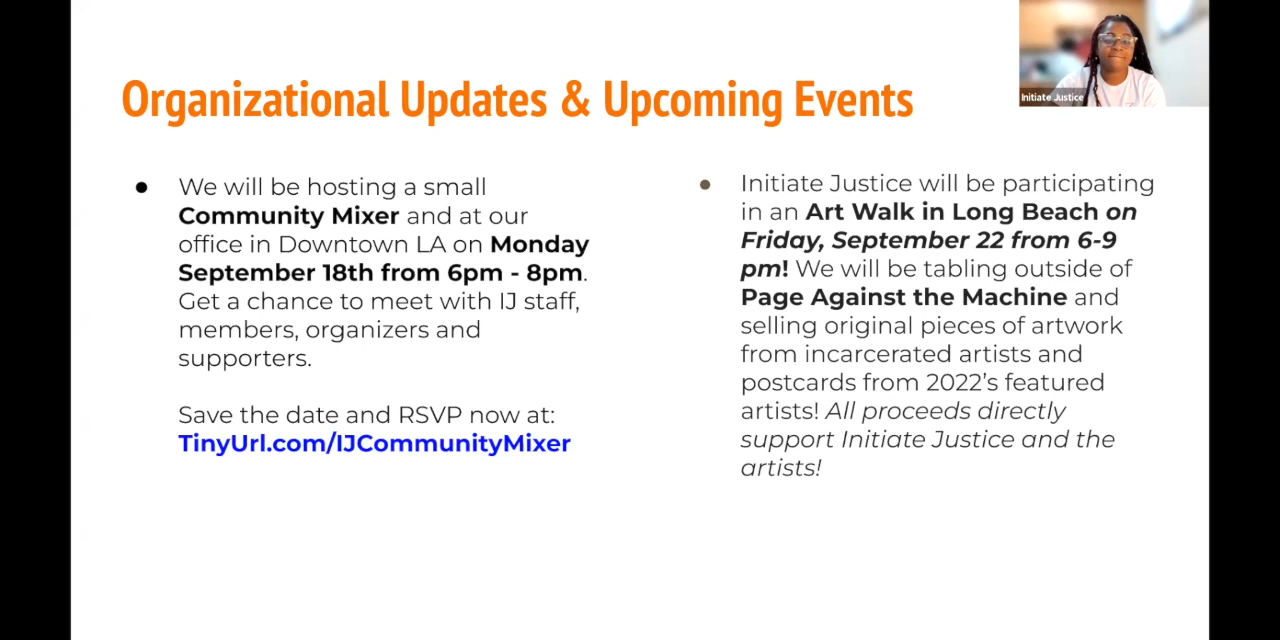 Organizational Updates & Upcoming Events
Initiate Justice
● We will be hosting a small
Community Mixer and at our
office in Downtown LA on Monday
September 18th from 6pm - 8pm.
Get a chance to meet with IJ staff,
members, organizers and
supporters.
Save the date and RSVP now at:
TinyUrl.com/IJCommunityMixer
● Initiate Justice will be participating
in an Art Walk in Long Beach on
Friday, September 22 from 6-9
pm! We will be tabling outside of
Page Against the Machine and
selling original pieces of artwork
from incarcerated artists and
postcards from 2022’s featured
artists! All proceeds directly
support Initiate Justice and the
artists!